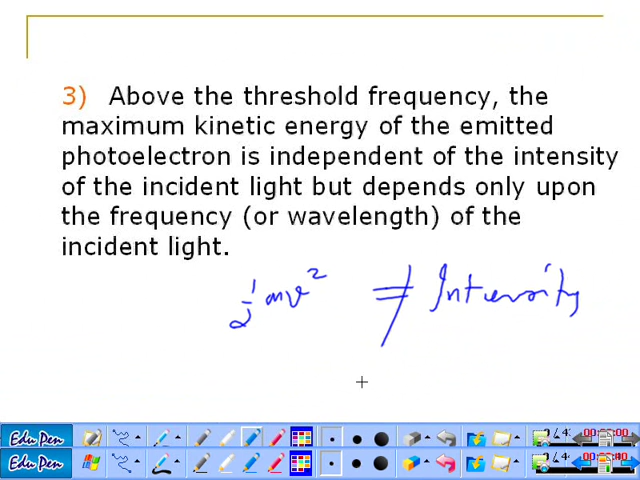 3) Above the threshold frequency, the
maximum kinetic energy of the emitted
photoelectron is independent of the intensity
of the incident light but depends only upon
the frequency (or wavelength) of the
incident light.
½mv² ≠ Intensity
Edu Pen
Edu Pen